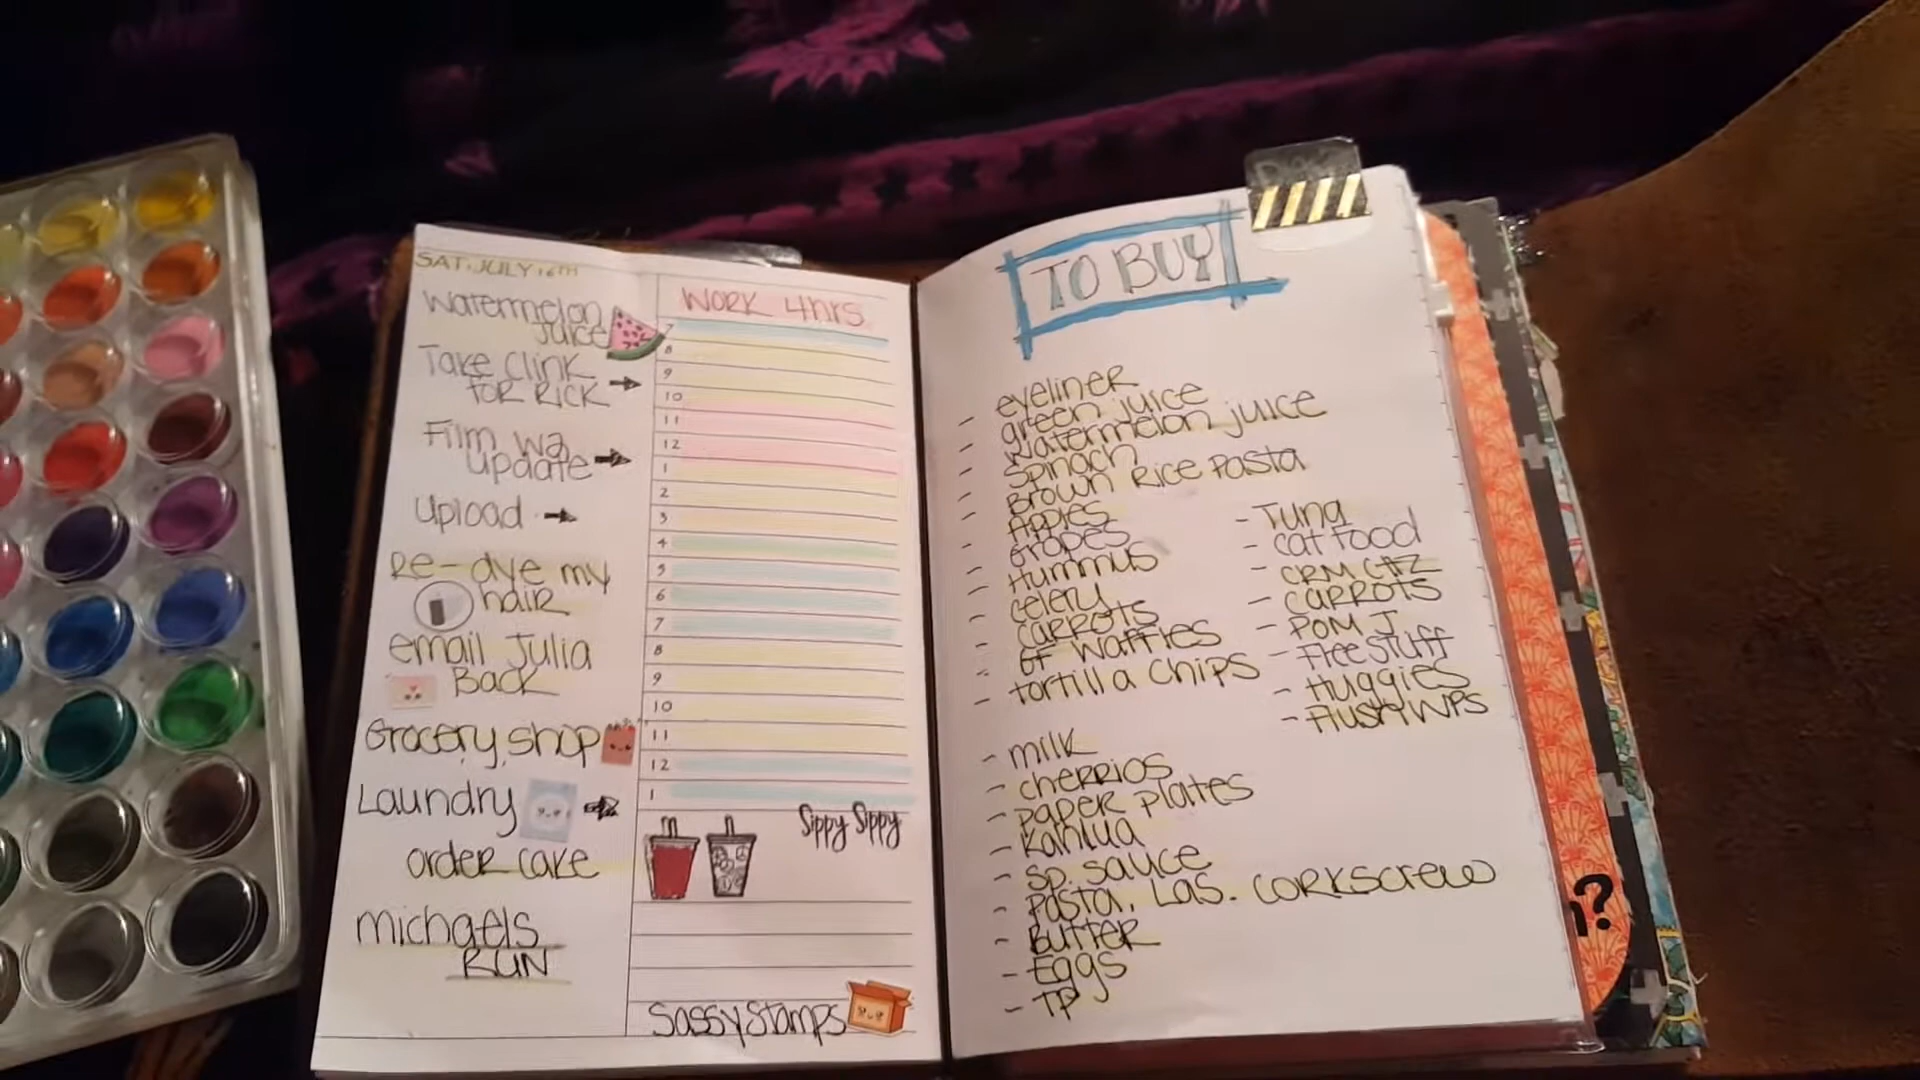 SAT. JULY 16TH
Watermelon
Juice
Take Clink
for Rick
Film wa
update
upload
Re-dye my
hair
email Julia
Back
Grocery shop
Laundry
order cake
michaels
RUN
WORK 4hrs
7
8
9
10
11
12
1
2
3
4
5
6
7
8
9
10
11
12
1
Sippy Sippy
SassyStamps
TO BUY
- eyeliner
- green juice
- watermelon juice
- Spinach
- Brown Rice Pasta
- Apples
- Grapes
- Hummus
- celery
- carrots
- GF waffles
- tortilla chips
- milk
- cherrios
- paper plates
- Kahlua
- Sp. sauce
- Pasta, Las. corkscrew
- Butter
- Eggs
- TP
- Tuna
- cat food
- CRM CHZ
- CARROTS
- POM J
- Huggies
- Flush WPS
?